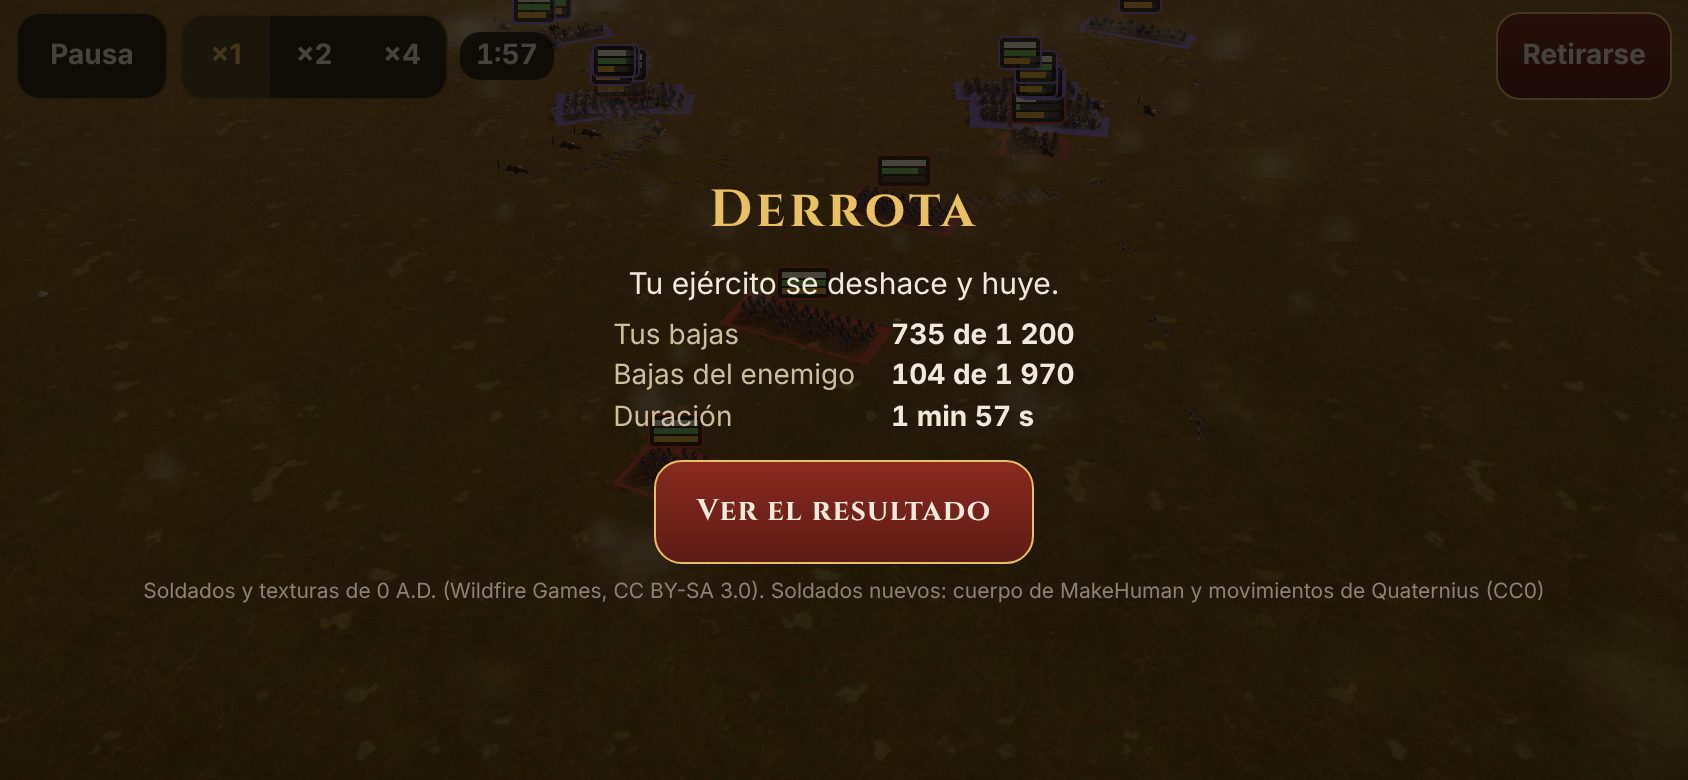 Pausa
×1 ×2 ×4
1:57
Retirarse
Derrota
Tu ejército se deshace y huye.
Tus bajas 735 de 1 200
Bajas del enemigo 104 de 1 970
Duración 1 min 57 s
Ver el resultado
Soldados y texturas de 0 A.D. (Wildfire Games, CC BY-SA 3.0). Soldados nuevos: cuerpo de MakeHuman y movimientos de Quaternius (CC0)